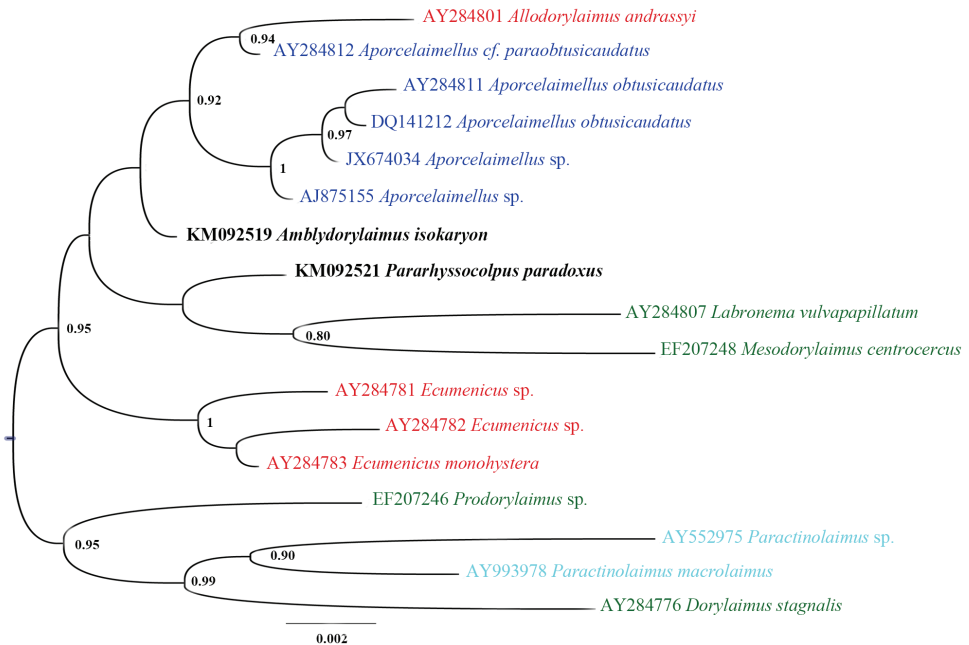 AY284801 Allodorylaimus andrassyi
0.94
AY284812 Aporcelaimellus cf. paraobtusicaudatus
AY284811 Aporcelaimellus obtusicaudatus
0.92
DQ141212 Aporcelaimellus obtusicaudatus
0.97
JX674034 Aporcelaimellus sp.
1
AJ875155 Aporcelaimellus sp.
KM092519 Amblydorylaimus isokaryon
KM092521 Pararhyssocolpus paradoxus
AY284807 Labronema vulvapapillatum
0.95
0.80
EF207248 Mesodorylaimus centrocercus
AY284781 Ecumenicus sp.
1
AY284782 Ecumenicus sp.
AY284783 Ecumenicus monohystera
EF207246 Prodorylaimus sp.
AY552975 Paractinolaimus sp.
0.95
0.90
AY993978 Paractinolaimus macrolaimus
0.99
AY284776 Dorylaimus stagnalis
0.002